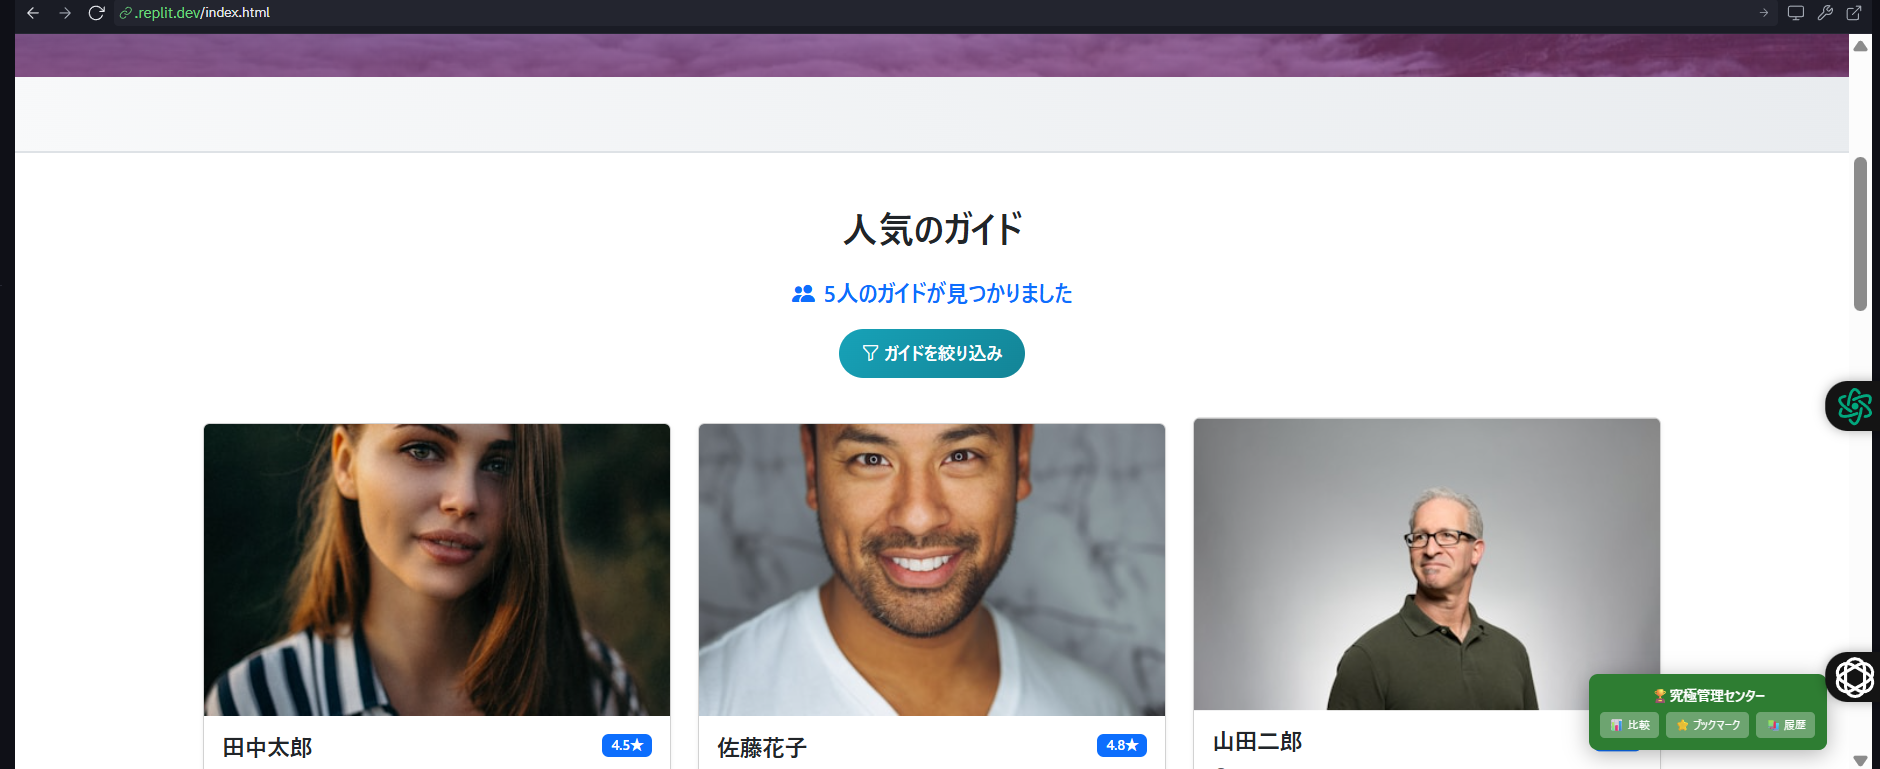 .replit.dev/index.html
人気のガイド
5人のガイドが見つかりました
ガイドを絞り込み
田中太郎 4.5★
佐藤花子 4.8★
山田二郎
🏆 究極管理センター
📊 比較 ⭐ ブックマーク 💹 履歴